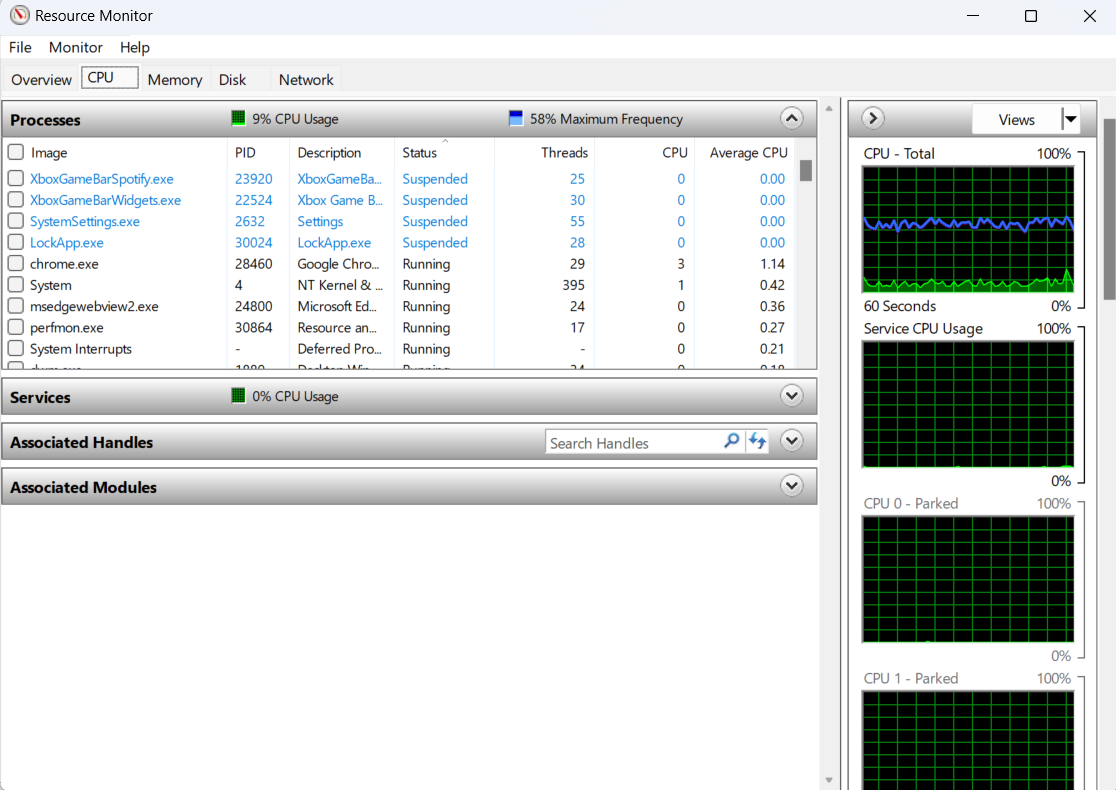 Resource Monitor
File Monitor Help
Overview CPU Memory Disk Network
Processes 9% CPU Usage 58% Maximum Frequency
Image PID Description Status Threads CPU Average CPU
XboxGameBarSpotify.exe 23920 XboxGameBa... Suspended 25 0 0.00
XboxGameBarWidgets.exe 22524 Xbox Game B... Suspended 30 0 0.00
SystemSettings.exe 2632 Settings Suspended 55 0 0.00
LockApp.exe 30024 LockApp.exe Suspended 28 0 0.00
chrome.exe 28460 Google Chro... Running 29 3 1.14
System 4 NT Kernel & ... Running 395 1 0.42
msedgewebview2.exe 24800 Microsoft Ed... Running 24 0 0.36
perfmon.exe 30864 Resource an... Running 17 0 0.27
System Interrupts - Deferred Pro... Running - 0 0.21
Services 0% CPU Usage
Associated Handles Search Handles
Associated Modules
Views
CPU - Total 100%
60 Seconds 0%
Service CPU Usage 100%
0%
CPU 0 - Parked 100%
0%
CPU 1 - Parked 100%